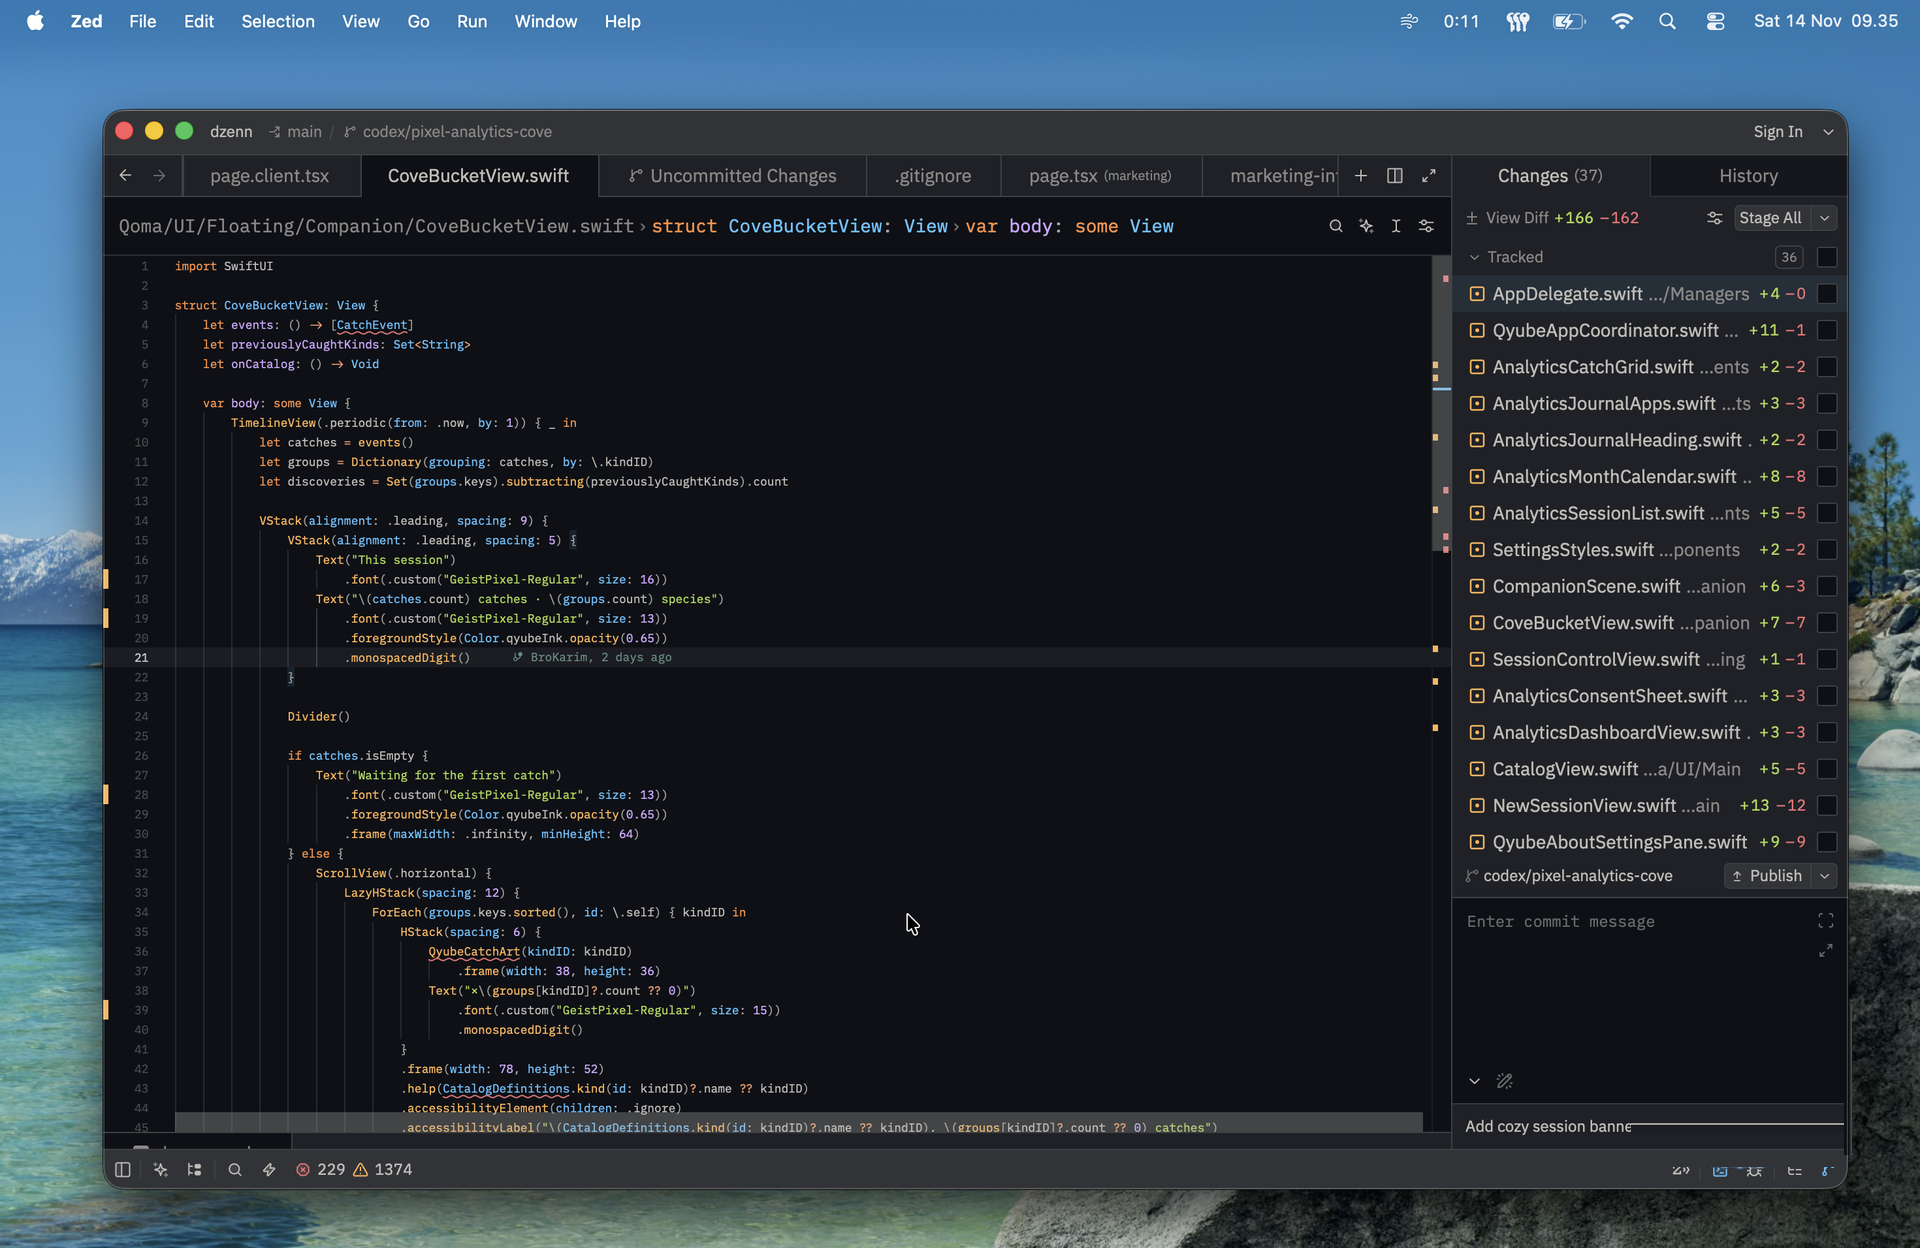 Zed File Edit Selection View Go Run Window Help 0:11 Sat 14 Nov 09.35
dzenn main / codex/pixel-analytics-cove Sign In
page.client.tsx CoveBucketView.swift Uncommitted Changes .gitignore page.tsx (marketing) marketing-in
Qoma/UI/Floating/Companion/CoveBucketView.swift › struct CoveBucketView: View › var body: some View
1 import SwiftUI
2
3 struct CoveBucketView: View {
4 let events: () → [CatchEvent]
5 let previouslyCaughtKinds: Set<String>
6 let onCatalog: () → Void
7
8 var body: some View {
9 TimelineView(.periodic(from: .now, by: 1)) { _ in
10 let catches = events()
11 let groups = Dictionary(grouping: catches, by: \.kindID)
12 let discoveries = Set(groups.keys).subtracting(previouslyCaughtKinds).count
13
14 VStack(alignment: .leading, spacing: 9) {
15 VStack(alignment: .leading, spacing: 5) {
16 Text("This session")
17 .font(.custom("GeistPixel-Regular", size: 16))
18 Text("\(catches.count) catches · \(groups.count) species")
19 .font(.custom("GeistPixel-Regular", size: 13))
20 .foregroundStyle(Color.qyubeInk.opacity(0.65))
21 .monospacedDigit() BroKarim, 2 days ago
22 }
23
24 Divider()
25
26 if catches.isEmpty {
27 Text("Waiting for the first catch")
28 .font(.custom("GeistPixel-Regular", size: 13))
29 .foregroundStyle(Color.qyubeInk.opacity(0.65))
30 .frame(maxWidth: .infinity, minHeight: 64)
31 } else {
32 ScrollView(.horizontal) {
33 LazyHStack(spacing: 12) {
34 ForEach(groups.keys.sorted(), id: \.self) { kindID in
35 HStack(spacing: 6) {
36 QyubeCatchArt(kindID: kindID)
37 .frame(width: 38, height: 36)
38 Text("×\(groups[kindID]?.count ?? 0)")
39 .font(.custom("GeistPixel-Regular", size: 15))
40 .monospacedDigit()
41 }
42 .frame(width: 78, height: 52)
43 .help(CatalogDefinitions.kind(id: kindID)?.name ?? kindID)
44 .accessibilityElement(children: .ignore)
45 .accessibilityLabel("\(CatalogDefinitions.kind(id: kindID)?.name ?? kindID), \(groups[kindID]?.count ?? 0) catches")
229 1374
Changes (37) History
View Diff +166 −162 Stage All
Tracked 36
AppDelegate.swift .../Managers +4 −0
QyubeAppCoordinator.swift ... +11 −1
AnalyticsCatchGrid.swift ...ents +2 −2
AnalyticsJournalApps.swift ...ts +3 −3
AnalyticsJournalHeading.swift . +2 −2
AnalyticsMonthCalendar.swift .. +8 −8
AnalyticsSessionList.swift ...nts +5 −5
SettingsStyles.swift ...ponents +2 −2
CompanionScene.swift ...anion +6 −3
CoveBucketView.swift ...panion +7 −7
SessionControlView.swift ...ing +1 −1
AnalyticsConsentSheet.swift ... +3 −3
AnalyticsDashboardView.swift . +3 −3
CatalogView.swift ...a/UI/Main +5 −5
NewSessionView.swift ...ain +13 −12
QyubeAboutSettingsPane.swift +9 −9
codex/pixel-analytics-cove Publish
Enter commit message
Add cozy session banne